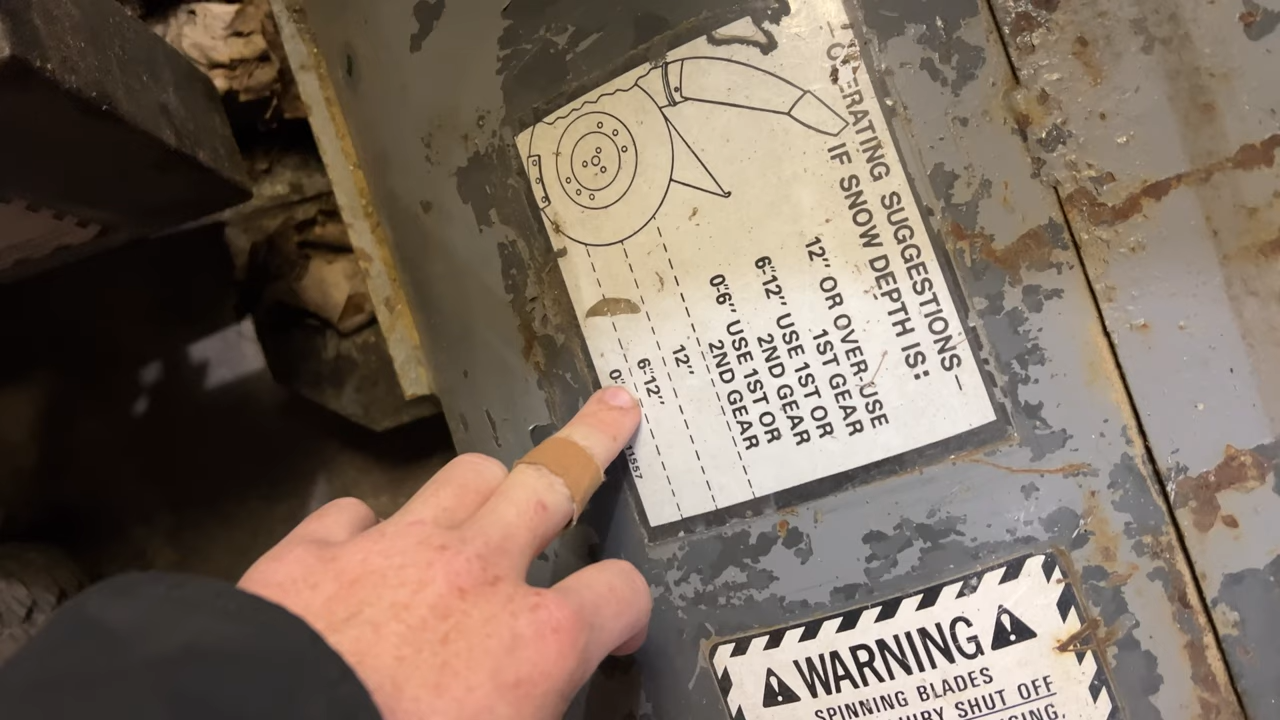 OPERATING SUGGESTIONS—
IF SNOW DEPTH IS:
12" OR OVER-USE
1ST GEAR
6"-12" USE 1ST OR
2ND GEAR
0"-6" USE 1ST OR
2ND GEAR
12"
6"-12"
0"
11557
WARNING
SPINNING BLADES
SHUT OFF